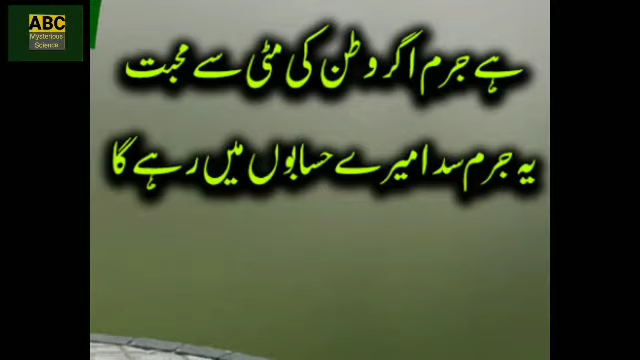 ABC
Mysterious
Science
ہے جرم اگر وطن کی مٹی سے محبت
یہ جرم سدا میرے حسابوں میں رہے گا